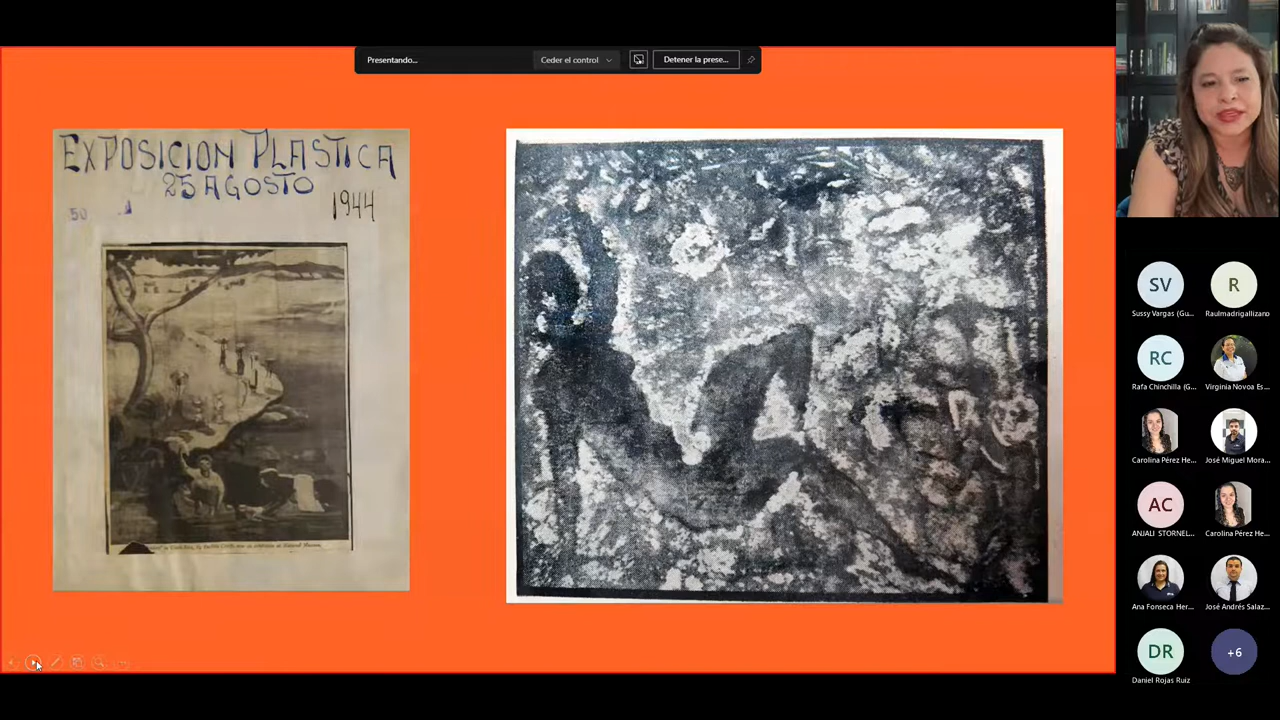 Presentando...
Ceder el control
Detener la prese...
EXPOSICION PLASTICA
25 AGOSTO
1944
50
SV
Sussy Vargas (Gu...
R
Raulmadrigallizano
RC
Rafa Chinchilla (G...
Virginia Novoa Es...
Carolina Pérez He...
José Miguel Mora...
AC
ANJALI STORNEL...
Carolina Pérez He...
Ana Fonseca Her...
José Andrés Salaz...
DR
Daniel Rojas Ruiz
+6